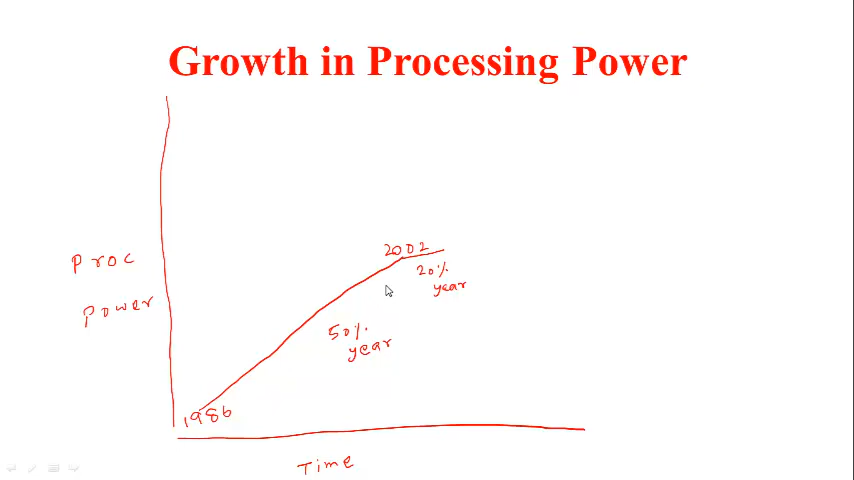 Growth in Processing Power
2002
Proc
20%
year
Power
50%
year
1986
Time